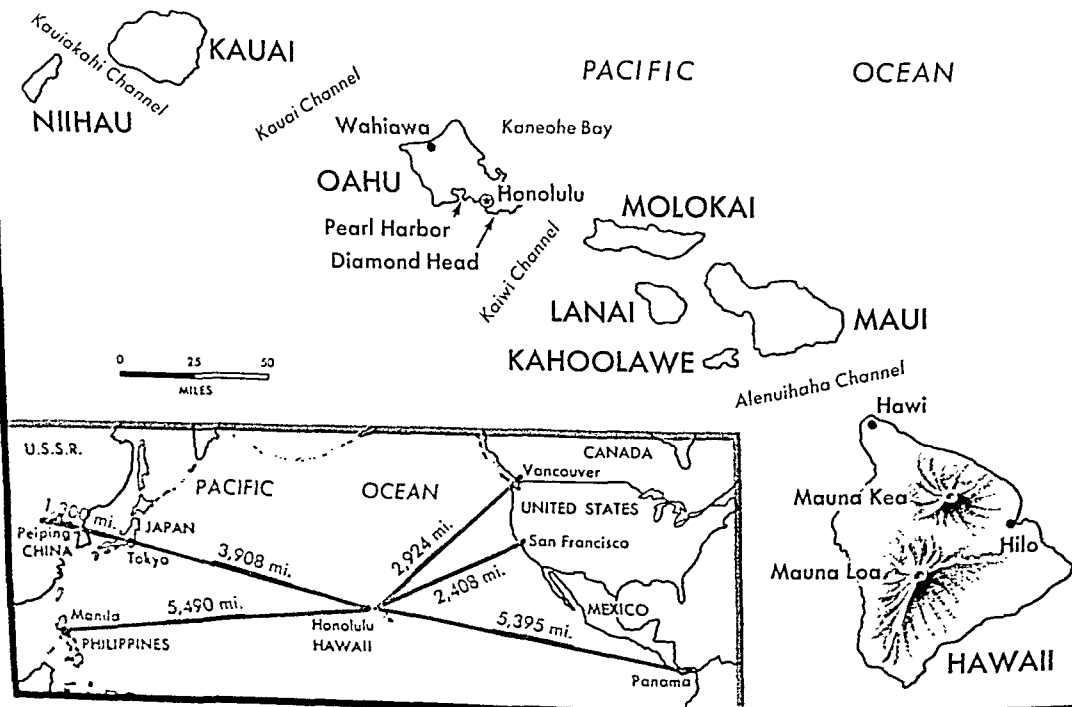 Kauiakahi Channel
KAUAI
NIIHAU
Kauai Channel
PACIFIC OCEAN
Wahiawa
Kaneohe Bay
OAHU
Honolulu
Pearl Harbor
Diamond Head
Kaiwi Channel
MOLOKAI
LANAI
MAUI
KAHOOLAWE
0 25 50
MILES
Alenuihaha Channel
Hawi
Mauna Kea
Hilo
Mauna Loa
HAWAII
U.S.S.R.
CANADA
Vancouver
PACIFIC OCEAN
UNITED STATES
1,300 mi.
Peiping
CHINA
JAPAN
Tokyo
San Francisco
3,908 mi.
2,924 mi.
2,408 mi.
5,490 mi.
5,395 mi.
MEXICO
Manila
PHILIPPINES
Honolulu
HAWAII
Panama